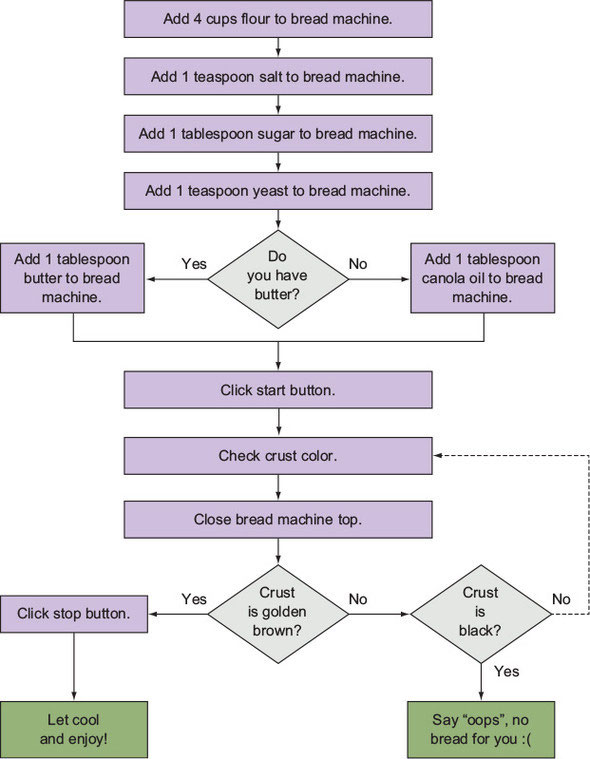 Add 4 cups flour to bread machine.
Add 1 teaspoon salt to bread machine.
Add 1 tablespoon sugar to bread machine.
Add 1 teaspoon yeast to bread machine.
Do
you have
butter?
Yes
No
Add 1 tablespoon
butter to bread
machine.
Add 1 tablespoon
canola oil to bread
machine.
Click start button.
Check crust color.
Close bread machine top.
Crust
is golden
brown?
Yes
No
Click stop button.
Crust
is
black?
No
Yes
Let cool
and enjoy!
Say “oops”, no
bread for you :(